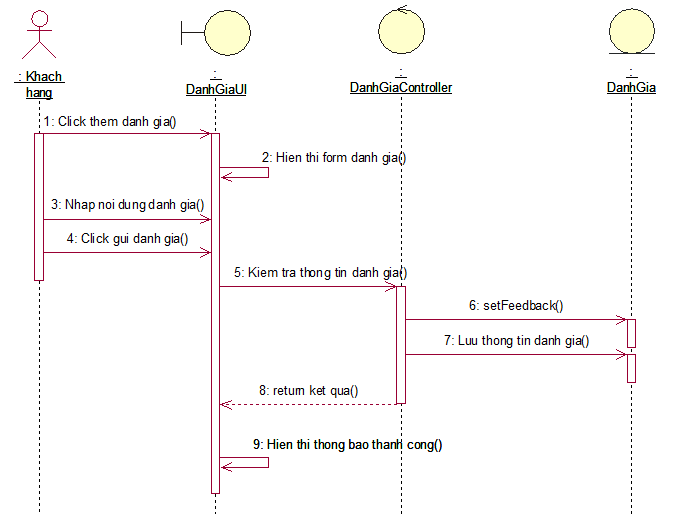 : Khach
hang
:
DanhGiaUI
:
DanhGiaController
:
DanhGia
1: Click them danh gia()
2: Hien thi form danh gia()
3: Nhap noi dung danh gia()
4: Click gui danh gia()
5: Kiem tra thong tin danh gia()
6: setFeedback()
7: Luu thong tin danh gia()
8: return ket qua()
9: Hien thi thong bao thanh cong()